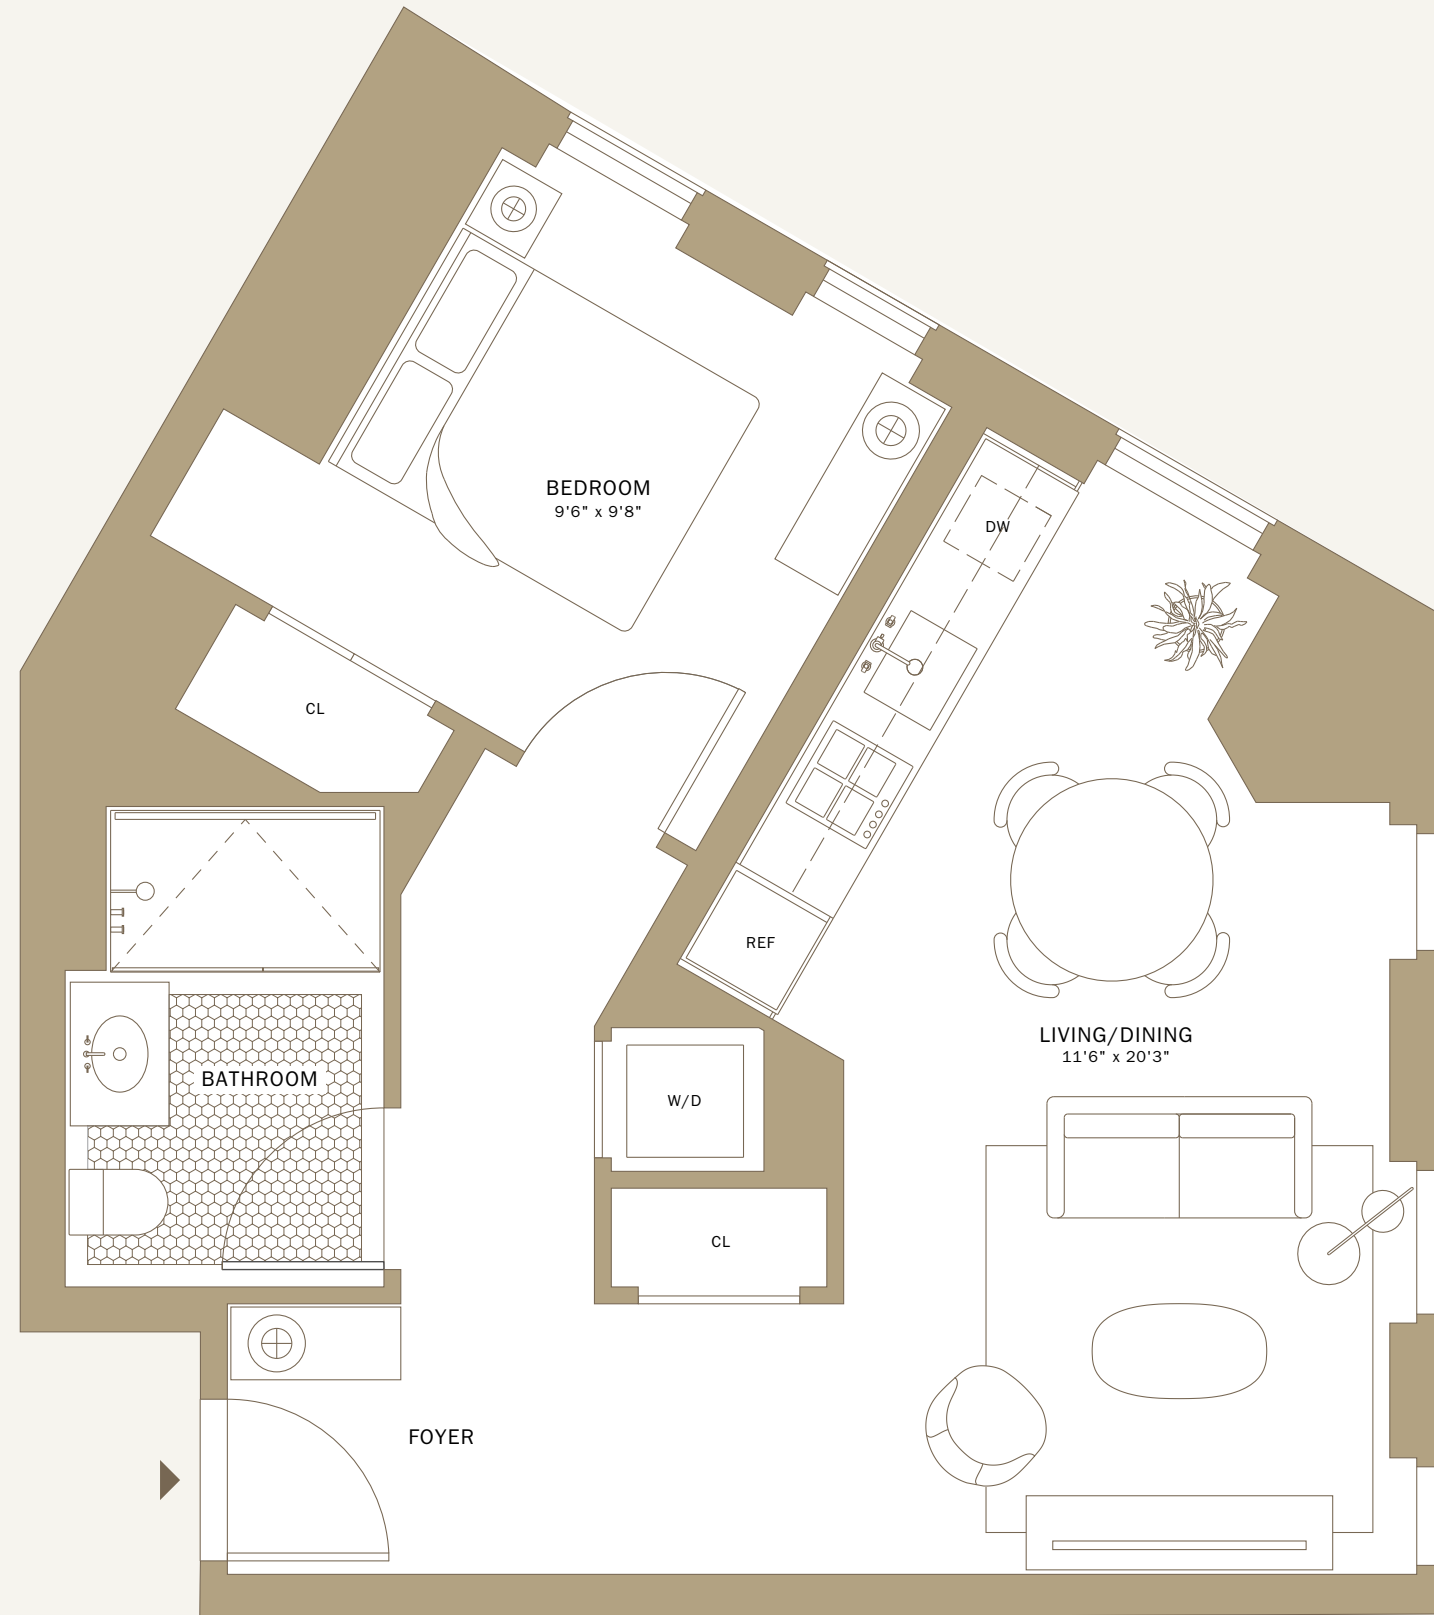 BEDROOM
9'6" x 9'8"
DW
CL
REF
LIVING/DINING
11'6" x 20'3"
BATHROOM
W/D
CL
FOYER